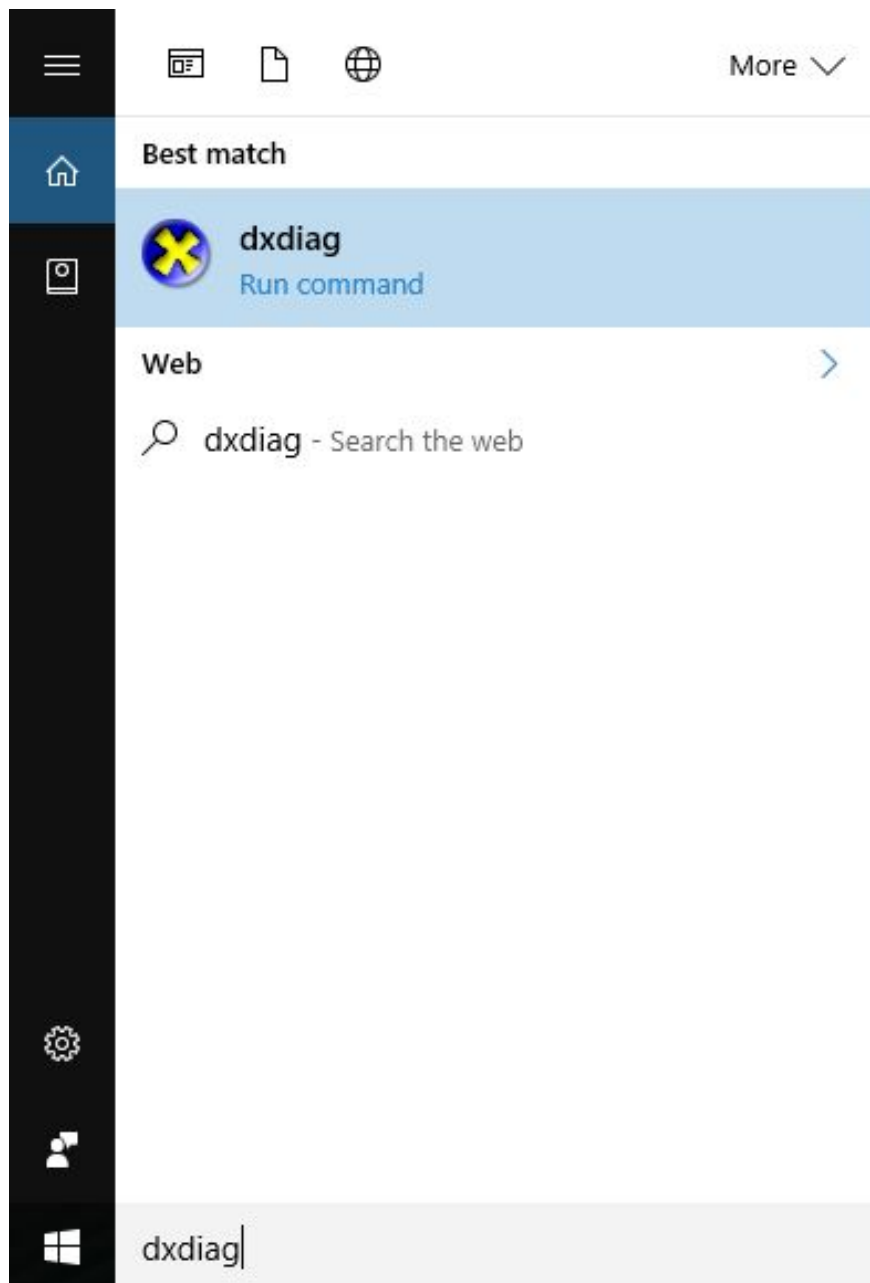 More
Best match
dxdiag
Run command
Web
dxdiag - Search the web
dxdiag